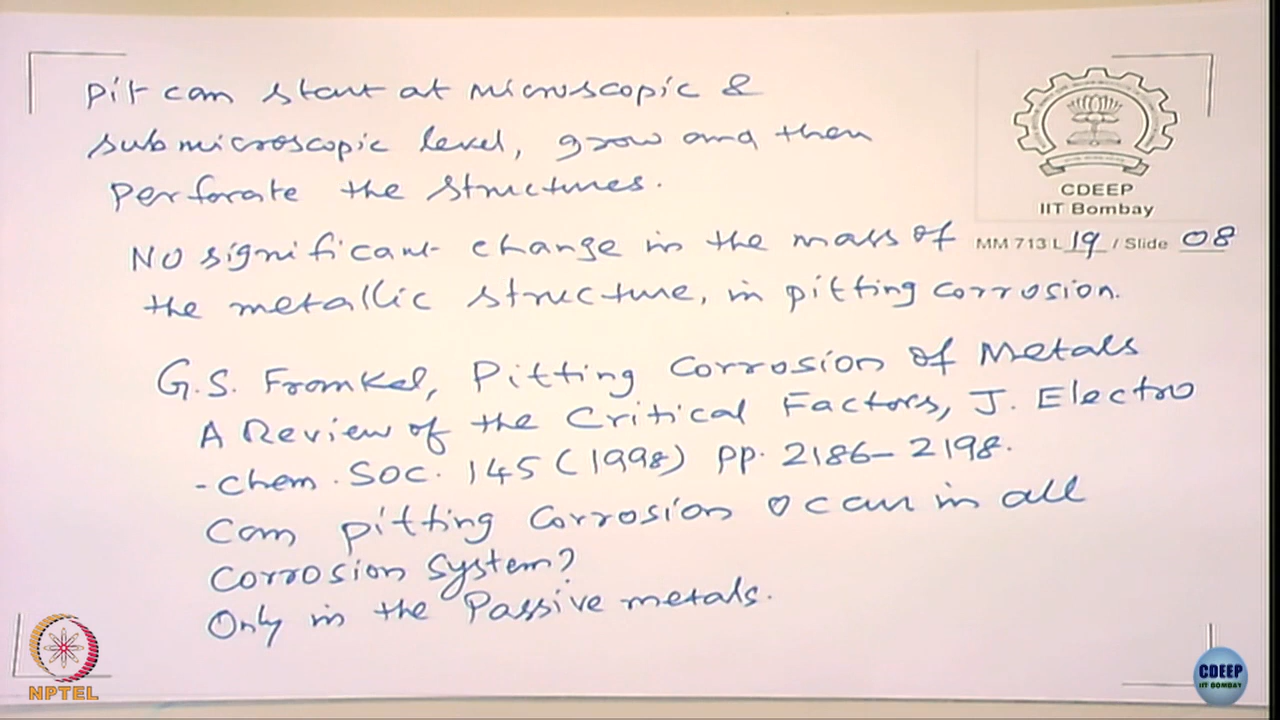 pit can start at microscopic &
submicroscopic level, grow and then
perforate the structures.
CDEEP
IIT Bombay
No significant change in the mass of
MM 713 L 19 / Slide 08
the metallic structure, in pitting corrosion.
G.S. Frankel, Pitting Corrosion of Metals
A Review of the Critical Factors, J. Electro
-chem. Soc. 145 (1998) pp. 2186-2198.
Can pitting corrosion occur in all
corrosion system?
Only in the Passive metals.
NPTEL
CDEEP
IIT BOMBAY